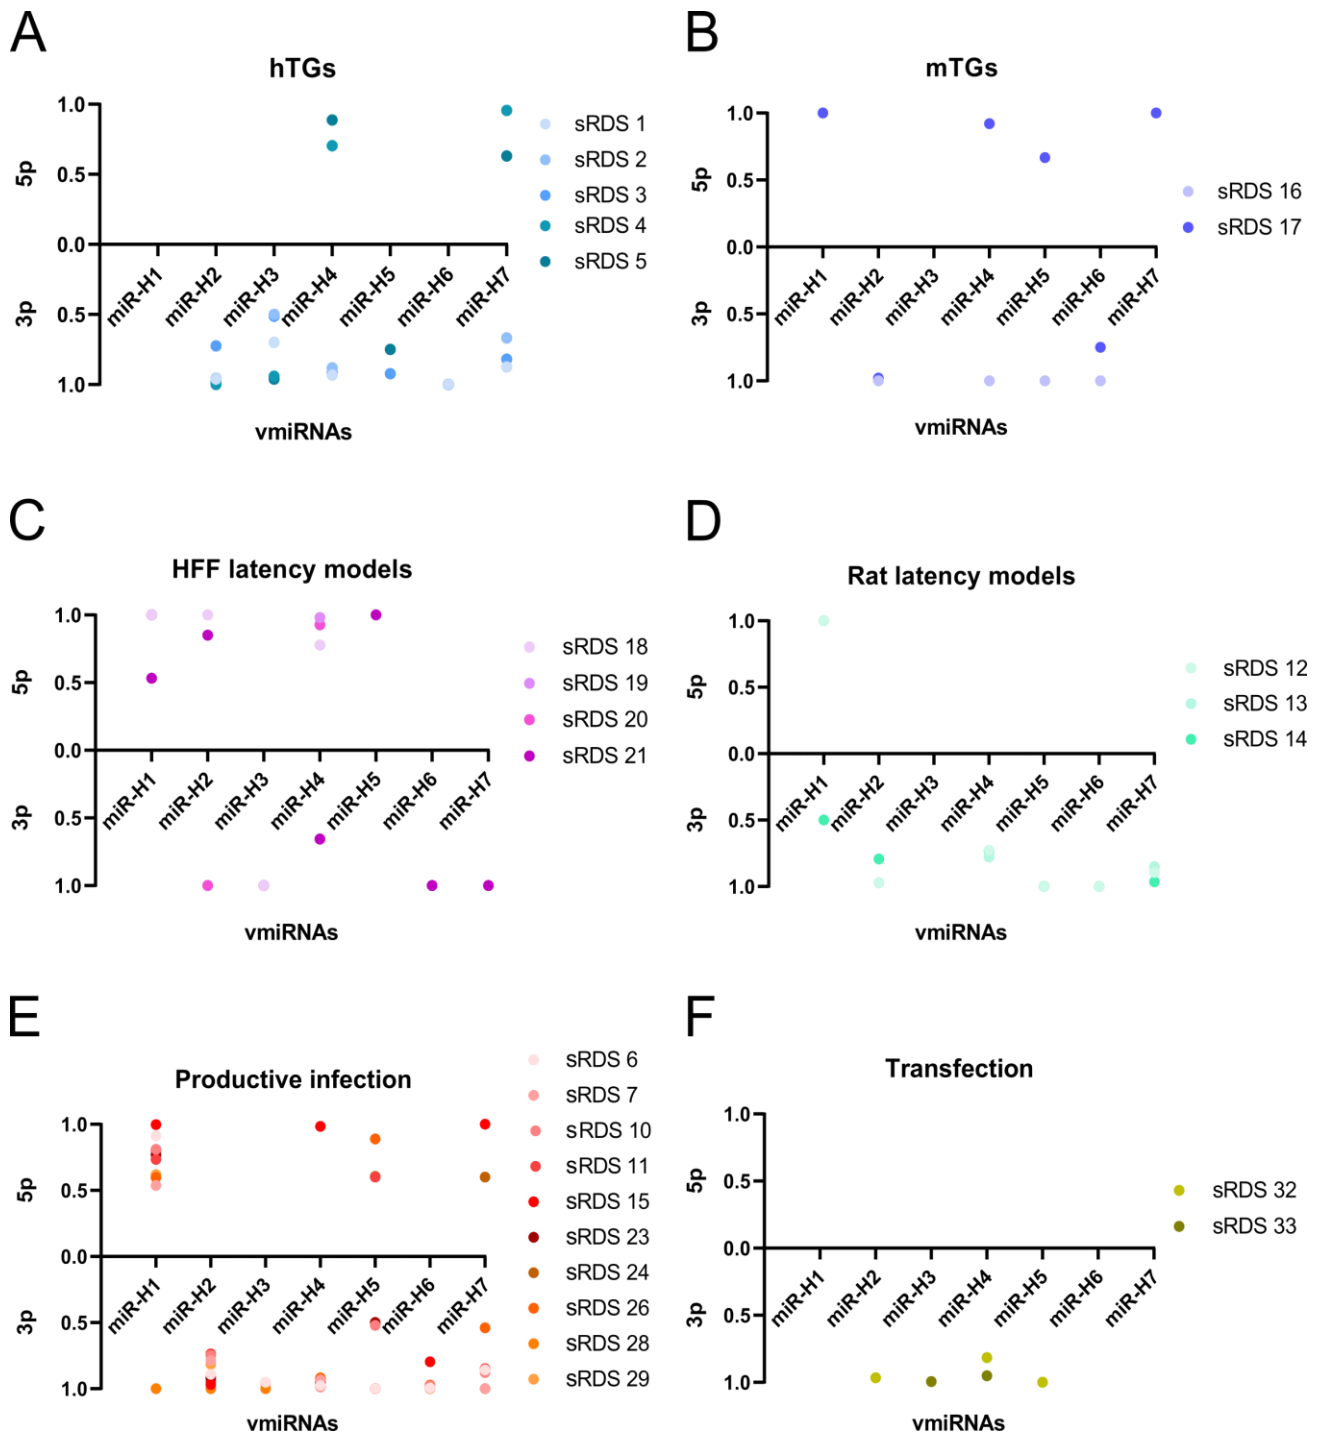 A
hTGs
1.0
0.5
0.0
0.5
1.0
5p
3p
miR-H1
miR-H2
miR-H3
miR-H4
miR-H5
miR-H6
miR-H7
vmiRNAs
sRDS 1
sRDS 2
sRDS 3
sRDS 4
sRDS 5
B
mTGs
1.0
0.5
0.0
0.5
1.0
5p
3p
miR-H1
miR-H2
miR-H3
miR-H4
miR-H5
miR-H6
miR-H7
vmiRNAs
sRDS 16
sRDS 17
C
HFF latency models
1.0
0.5
0.0
0.5
1.0
5p
3p
miR-H1
miR-H2
miR-H3
miR-H4
miR-H5
miR-H6
miR-H7
vmiRNAs
sRDS 18
sRDS 19
sRDS 20
sRDS 21
D
Rat latency models
1.0
0.5
0.0
0.5
1.0
5p
3p
miR-H1
miR-H2
miR-H3
miR-H4
miR-H5
miR-H6
miR-H7
vmiRNAs
sRDS 12
sRDS 13
sRDS 14
E
Productive infection
1.0
0.5
0.0
0.5
1.0
5p
3p
miR-H1
miR-H2
miR-H3
miR-H4
miR-H5
miR-H6
miR-H7
vmiRNAs
sRDS 6
sRDS 7
sRDS 10
sRDS 11
sRDS 15
sRDS 23
sRDS 24
sRDS 26
sRDS 28
sRDS 29
F
Transfection
1.0
0.5
0.0
0.5
1.0
5p
3p
miR-H1
miR-H2
miR-H3
miR-H4
miR-H5
miR-H6
miR-H7
vmiRNAs
sRDS 32
sRDS 33